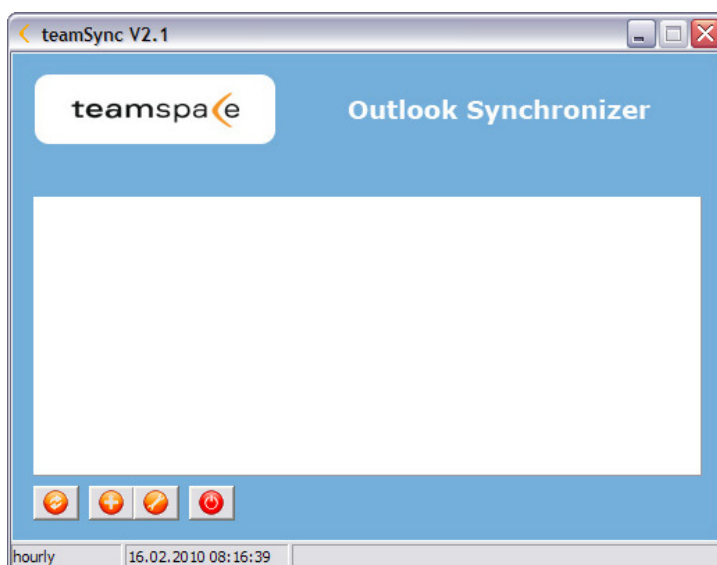 teamSync V2.1
teamspace
Outlook Synchronizer
hourly
16.02.2010 08:16:39